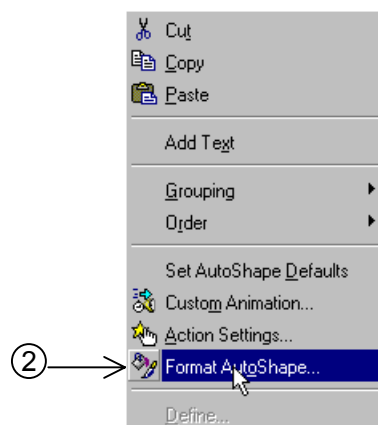 Cut
Copy
Paste
Add Text
Grouping
Order
Set AutoShape Defaults
Custom Animation...
Action Settings...
2 Format AutoShape...
Define...